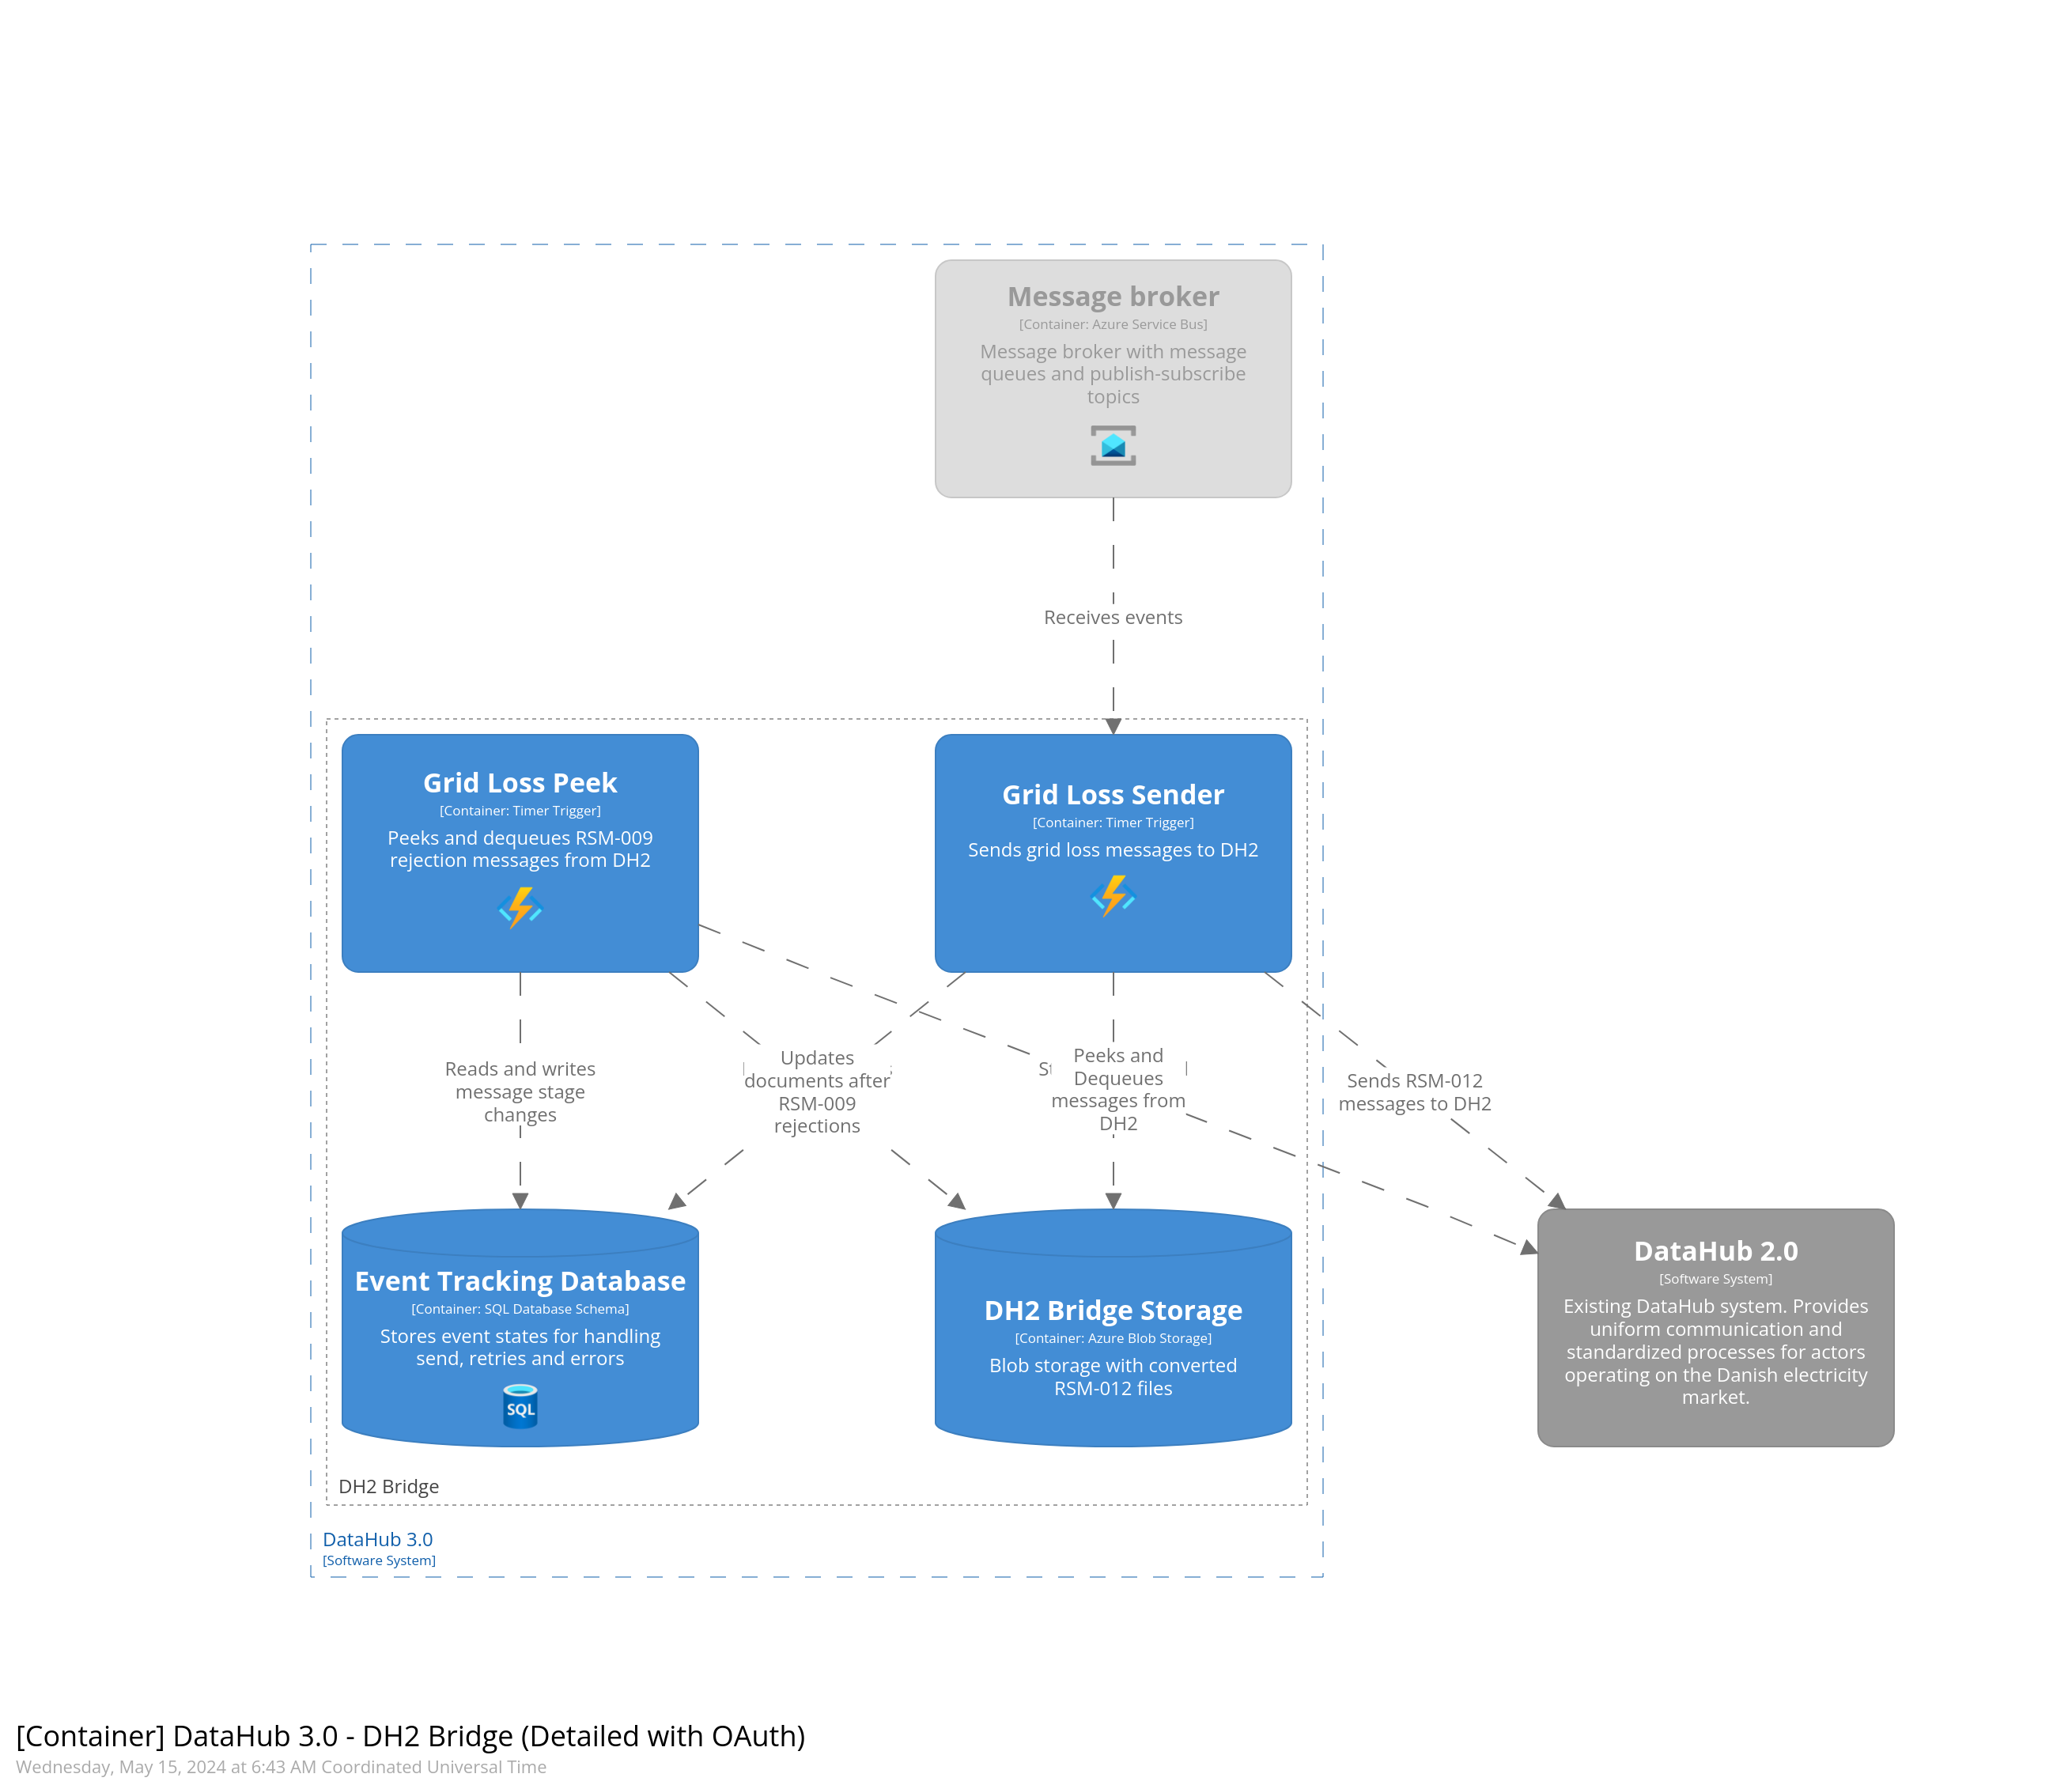 Message broker
[Container: Azure Service Bus]
Message broker with message
queues and publish-subscribe
topics
Receives events
Grid Loss Peek
[Container: Timer Trigger]
Peeks and dequeues RSM-009
rejection messages from DH2
Grid Loss Sender
[Container: Timer Trigger]
Sends grid loss messages to DH2
Reads and writes
message stage
changes
Updates
documents after
RSM-009
rejections
Peeks and
Dequeues
messages from
DH2
Sends RSM-012
messages to DH2
Event Tracking Database
[Container: SQL Database Schema]
Stores event states for handling
send, retries and errors
SQL
DH2 Bridge Storage
[Container: Azure Blob Storage]
Blob storage with converted
RSM-012 files
DataHub 2.0
[Software System]
Existing DataHub system. Provides
uniform communication and
standardized processes for actors
operating on the Danish electricity
market.
DH2 Bridge
DataHub 3.0
[Software System]
[Container] DataHub 3.0 - DH2 Bridge (Detailed with OAuth)
Wednesday, May 15, 2024 at 6:43 AM Coordinated Universal Time